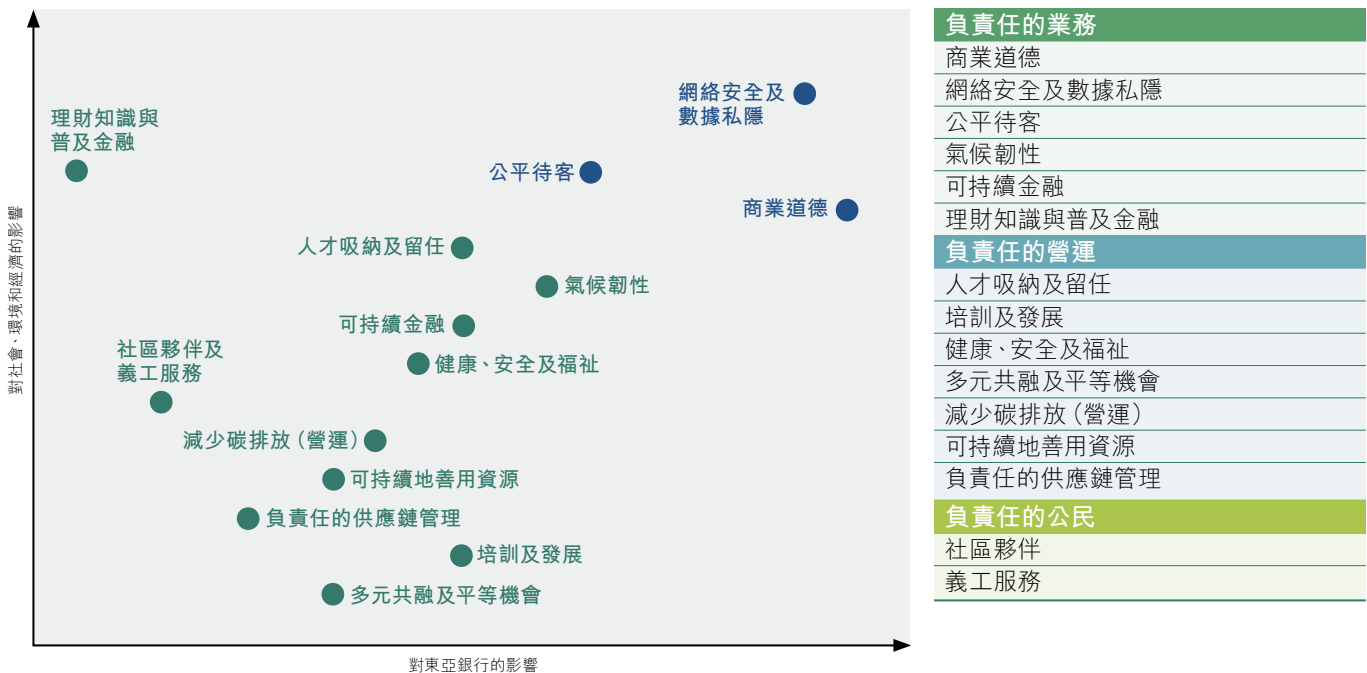 網絡安全及
數據私隱
理財知識與
普及金融
公平待客
商業道德
人才吸納及留任
氣候韌性
可持續金融
社區夥伴及
義工服務
健康、安全及福祉
減少碳排放（營運）
可持續地善用資源
負責任的供應鏈管理
培訓及發展
多元共融及平等機會
對社會、環境和經濟的影響
對東亞銀行的影響
負責任的業務
商業道德
網絡安全及數據私隱
公平待客
氣候韌性
可持續金融
理財知識與普及金融
負責任的營運
人才吸納及留任
培訓及發展
健康、安全及福祉
多元共融及平等機會
減少碳排放（營運）
可持續地善用資源
負責任的供應鏈管理
負責任的公民
社區夥伴
義工服務